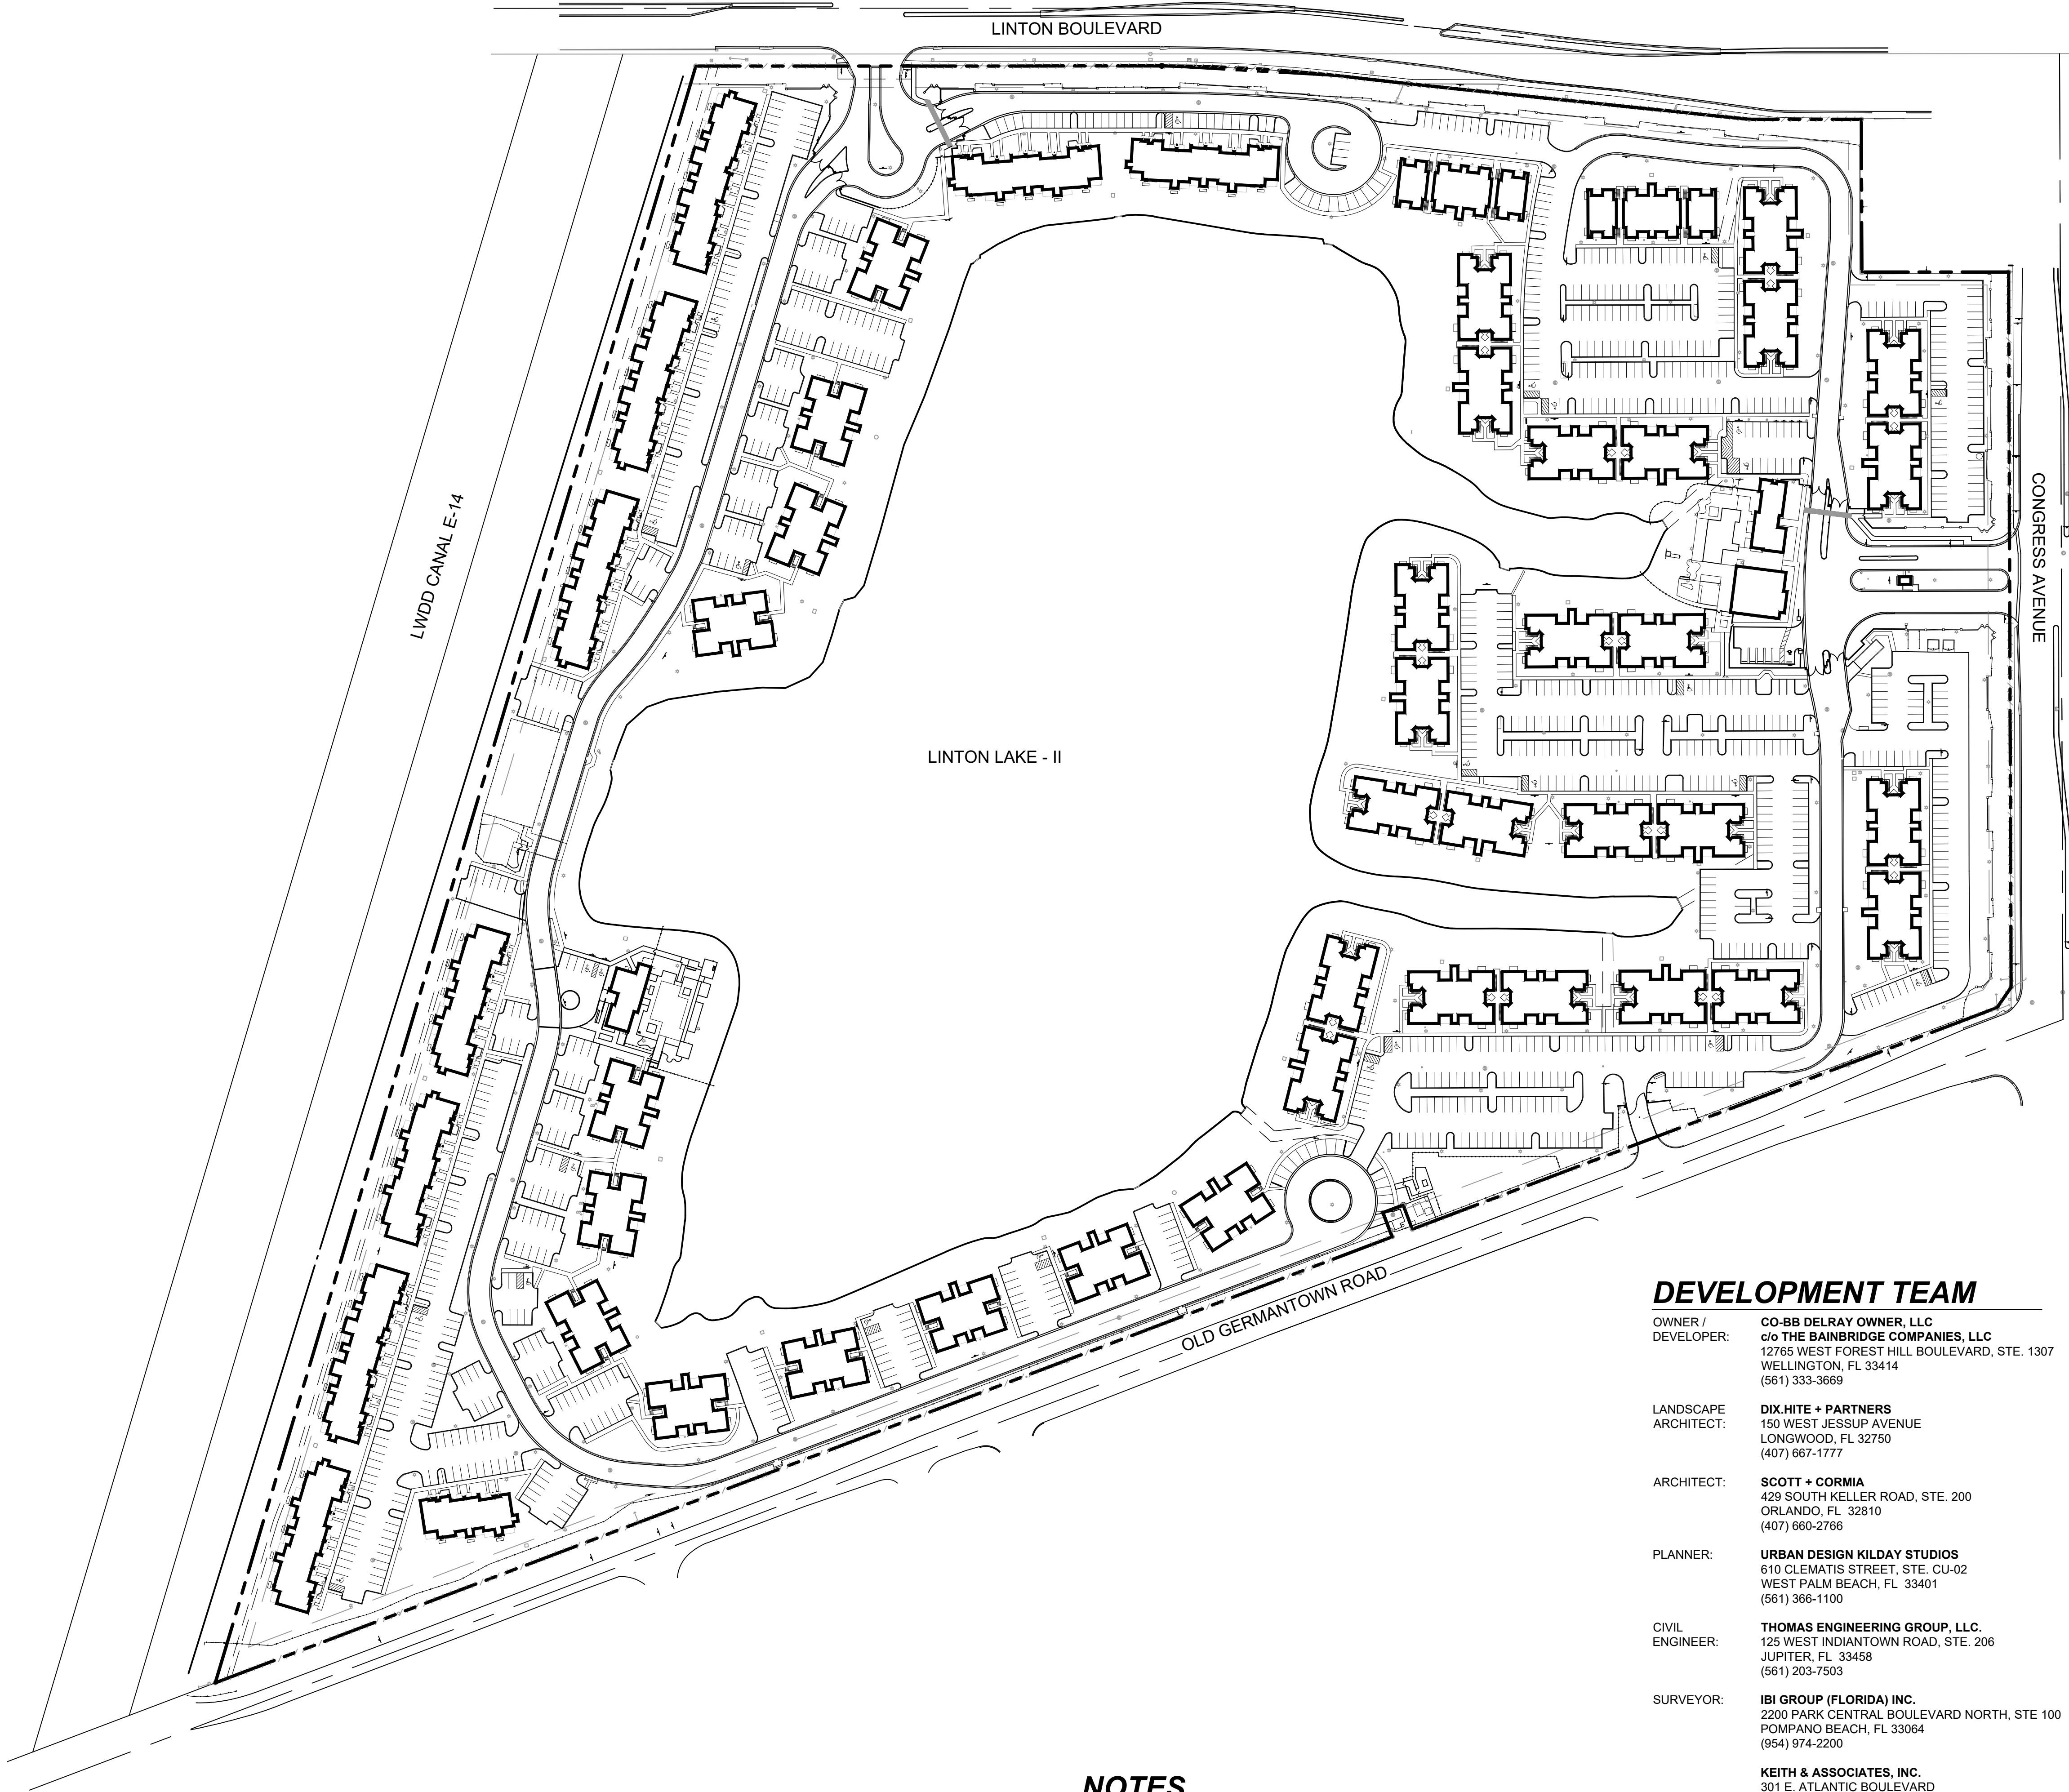 LINTON BOULEVARD
LWDD CANAL E-14
CONGRESS AVENUE
LINTON LAKE - II
OLD GERMANTOWN ROAD
DEVELOPMENT TEAM
OWNER / CO-BB DELRAY OWNER, LLC
DEVELOPER: c/o THE BAINBRIDGE COMPANIES, LLC
12765 WEST FOREST HILL BOULEVARD, STE. 1307
WELLINGTON, FL 33414
(561) 333-3669
LANDSCAPE DIX.HITE + PARTNERS
ARCHITECT: 150 WEST JESSUP AVENUE
LONGWOOD, FL 32750
(407) 667-1777
ARCHITECT: SCOTT + CORMIA
429 SOUTH KELLER ROAD, STE. 200
ORLANDO, FL 32810
(407) 660-2766
PLANNER: URBAN DESIGN KILDAY STUDIOS
610 CLEMATIS STREET, STE. CU-02
WEST PALM BEACH, FL 33401
(561) 366-1100
CIVIL THOMAS ENGINEERING GROUP, LLC.
ENGINEER: 125 WEST INDIANTOWN ROAD, STE. 206
JUPITER, FL 33458
(561) 203-7503
SURVEYOR: IBI GROUP (FLORIDA) INC.
2200 PARK CENTRAL BOULEVARD NORTH, STE 100
POMPANO BEACH, FL 33064
(954) 974-2200
KEITH & ASSOCIATES, INC.
301 E. ATLANTIC BOULEVARD
NOTES